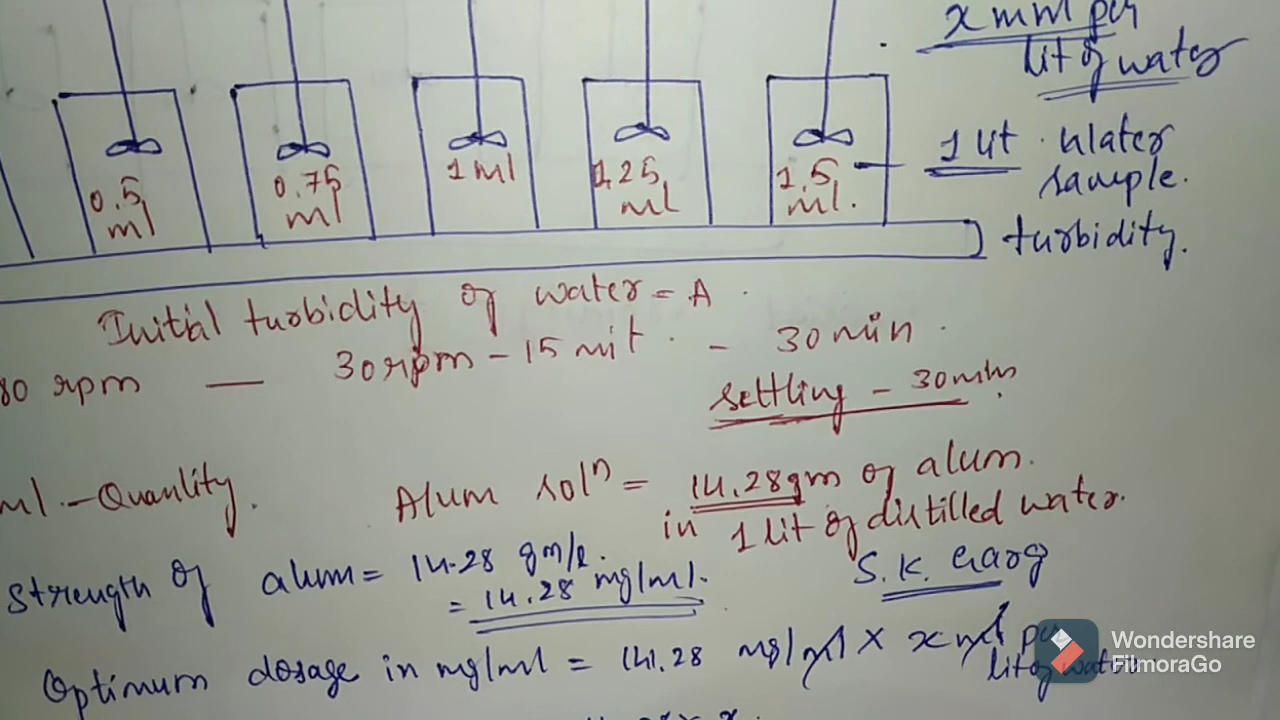 x mm per
lit of water
0.5
ml
0.75
ml
1 ml
1.25
ml
1.5
ml.
1 lit. water
sample.
turbidity.
Initial turbidity of water = A.
80 rpm — 30 rpm - 15 mit. - 30 min.
settling - 30 min
ml. - Quantity.
Alum solⁿ = 14.28gm of alum.
in 1 lit of distilled water.
Strength of alum = 14.28 gm/l.
= 14.28 mg/ml.
S.K. Garg
Optimum dosage in mg/ml = 14.28 mg/ml × x ml per
lit of water
Wondershare
FilmoraGo